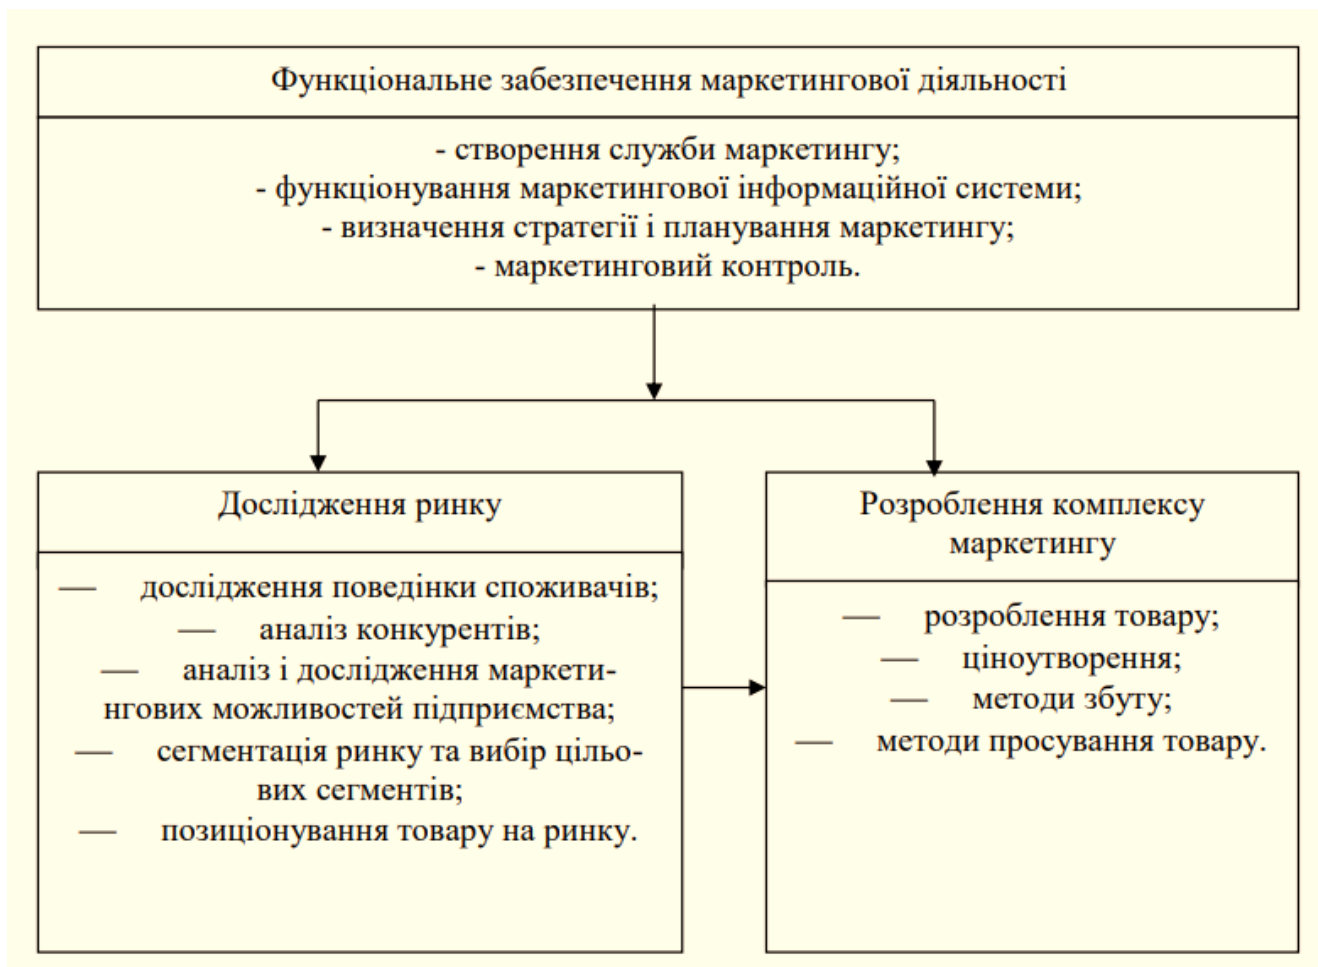 Функціональне забезпечення маркетингової діяльності
- створення служби маркетингу;
- функціонування маркетингової інформаційної системи;
- визначення стратегії і планування маркетингу;
- маркетинговий контроль.
Дослідження ринку
— дослідження поведінки споживачів;
— аналіз конкурентів;
— аналіз і дослідження маркети-
нгових можливостей підприємства;
— сегментація ринку та вибір цільо-
вих сегментів;
— позиціонування товару на ринку.
Розроблення комплексу
маркетингу
— розроблення товару;
— ціноутворення;
— методи збуту;
— методи просування товару.